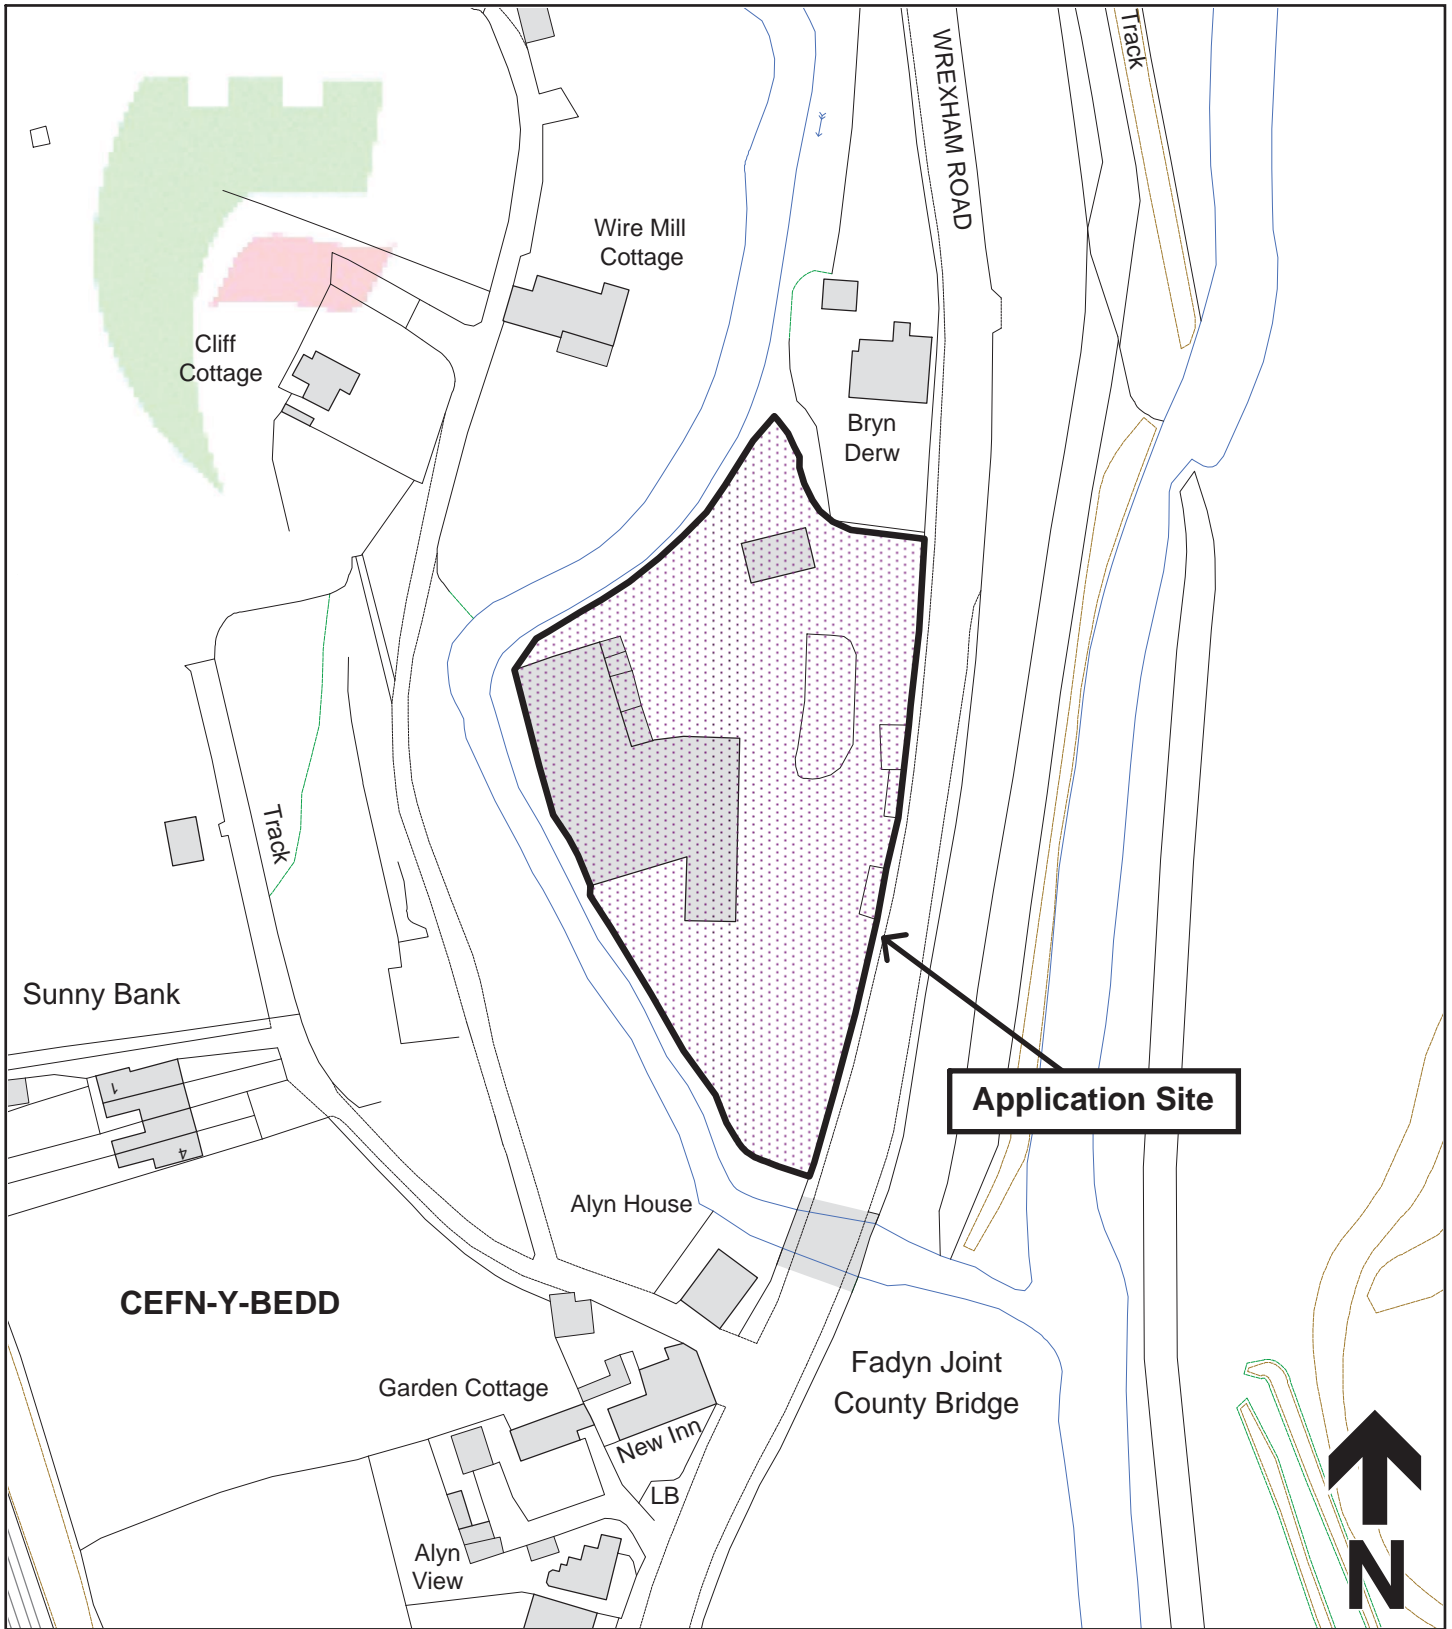 Track
WREXHAM ROAD
Wire Mill
Cottage
Cliff
Cottage
Bryn
Derw
Track
Sunny Bank
1
4
Application Site
Alyn House
CEFN-Y-BEDD
Fadyn Joint
County Bridge
Garden Cottage
New Inn
LB
Alyn
View
N